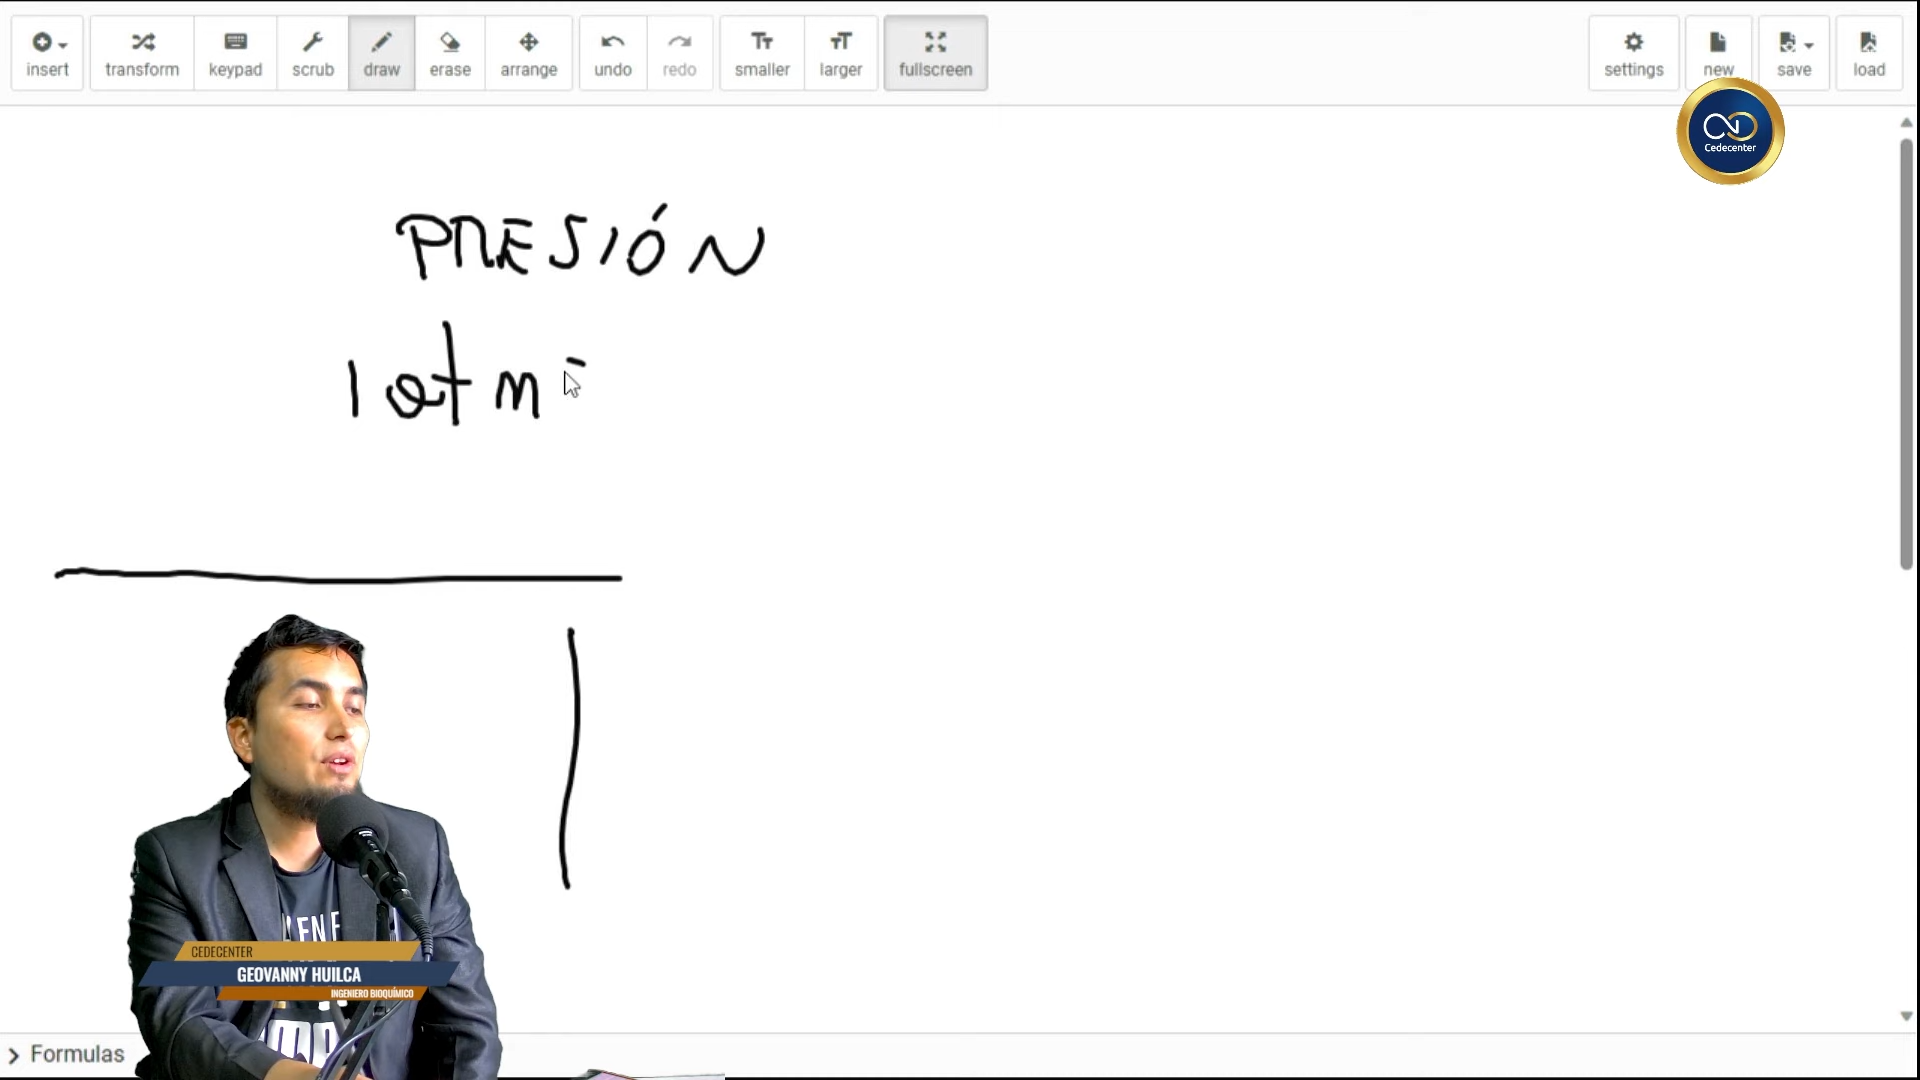 insert
transform
keypad
scrub
draw
erase
arrange
undo
redo
smaller
larger
fullscreen
settings
new
save
load
Cedecenter
PRESIÓN
1 atm
CEDECENTER
GEOVANNY HUILCA
INGENIERO BIOQUÍMICO
Formulas